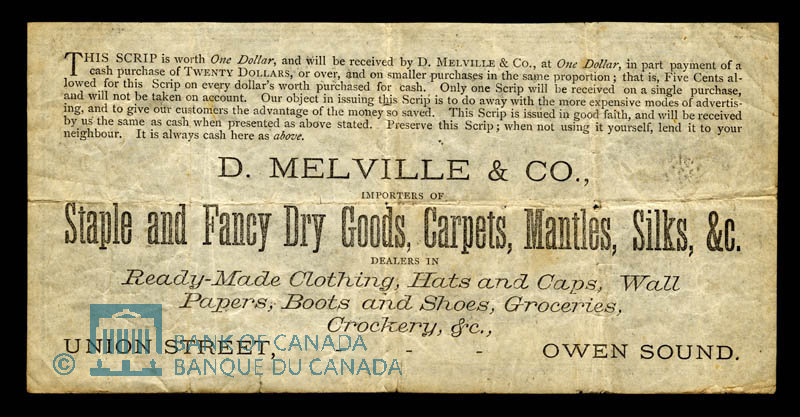 THIS SCRIP is worth One Dollar, and will be received by D. MELVILLE & CO., at One Dollar, in part payment of a
cash purchase of TWENTY DOLLARS, or over, and on smaller purchases in the same proportion; that is, Five Cents al-
lowed for this Scrip on every dollar's worth purchased for cash. Only one Scrip will be received on a single purchase,
and will not be taken on account. Our object in issuing this Scrip is to do away with the more expensive modes of advertis-
ing, and to give our customers the advantage of the money so saved. This Scrip is issued in good faith, and will be received
by us the same as cash when presented as above stated. Preserve this Scrip; when not using it yourself, lend it to your
neighbour. It is always cash here as above.
D. MELVILLE & CO.,
IMPORTERS OF
Staple and Fancy Dry Goods, Carpets, Mantles, Silks, &c.
DEALERS IN
Ready-Made Clothing, Hats and Caps, Wall
Papers, Boots and Shoes, Groceries,
Crockery, &c.,
UNION STREET, - - - OWEN SOUND.
© BANK OF CANADA
BANQUE DU CANADA